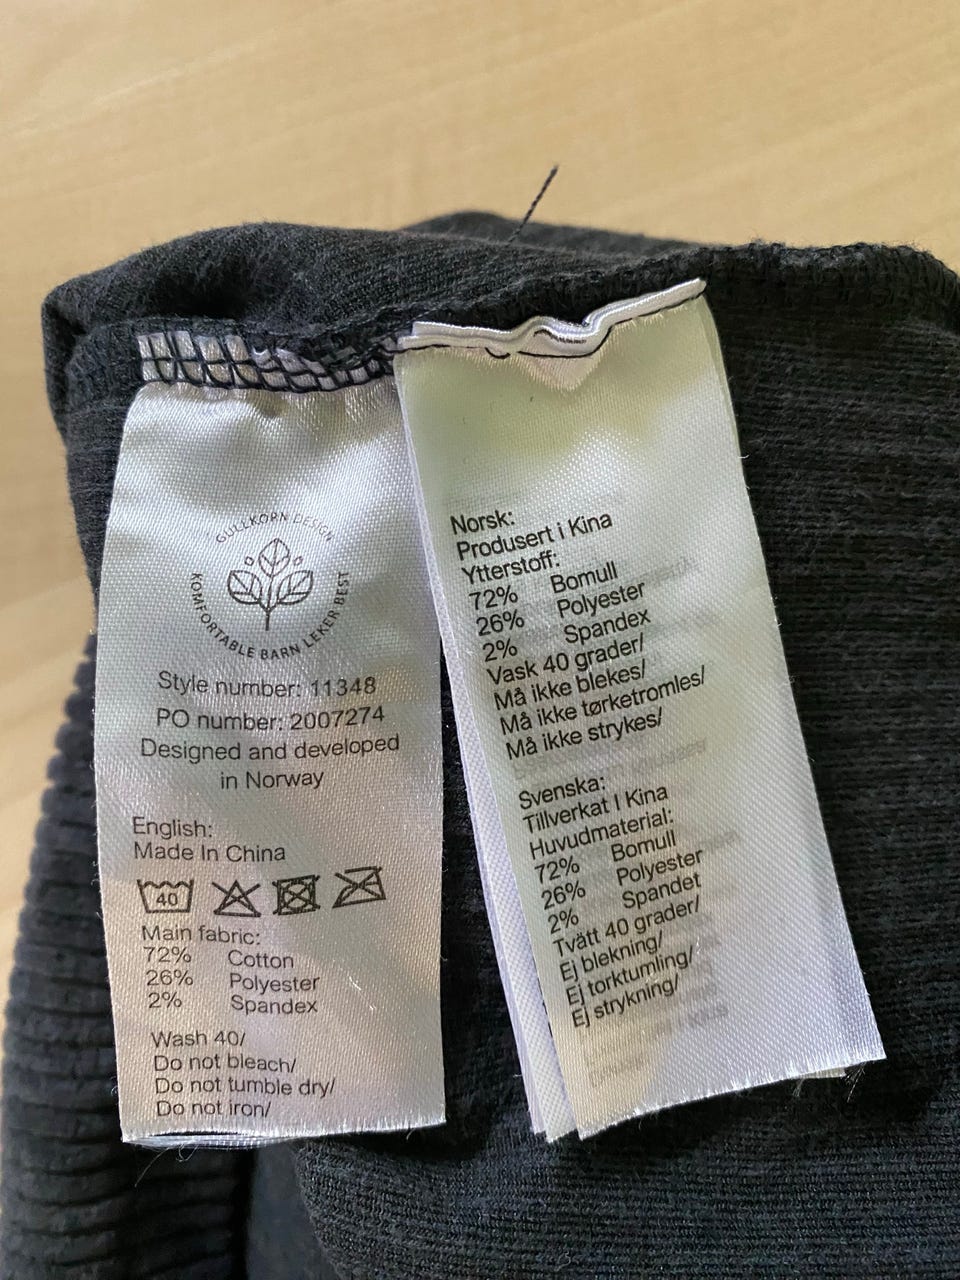 GULLKORN DESIGN
KOMFORTABLE BARN LEKER BEST
Style number: 11348
PO number: 2007274
Designed and developed
in Norway
English:
Made In China
40
Main fabric:
72% Cotton
26% Polyester
2% Spandex
Wash 40/
Do not bleach/
Do not tumble dry/
Do not iron/
Norsk:
Produsert i Kina
Ytterstoff:
72% Bomull
26% Polyester
2% Spandex
Vask 40 grader/
Må ikke blekes/
Må ikke tørketromles/
Må ikke strykes/
Svenska:
Tillverkat I Kina
Huvudmaterial:
72% Bomull
26% Polyester
2% Spandet
Tvätt 40 grader/
Ej blekning/
Ej torktumling/
Ej strykning/